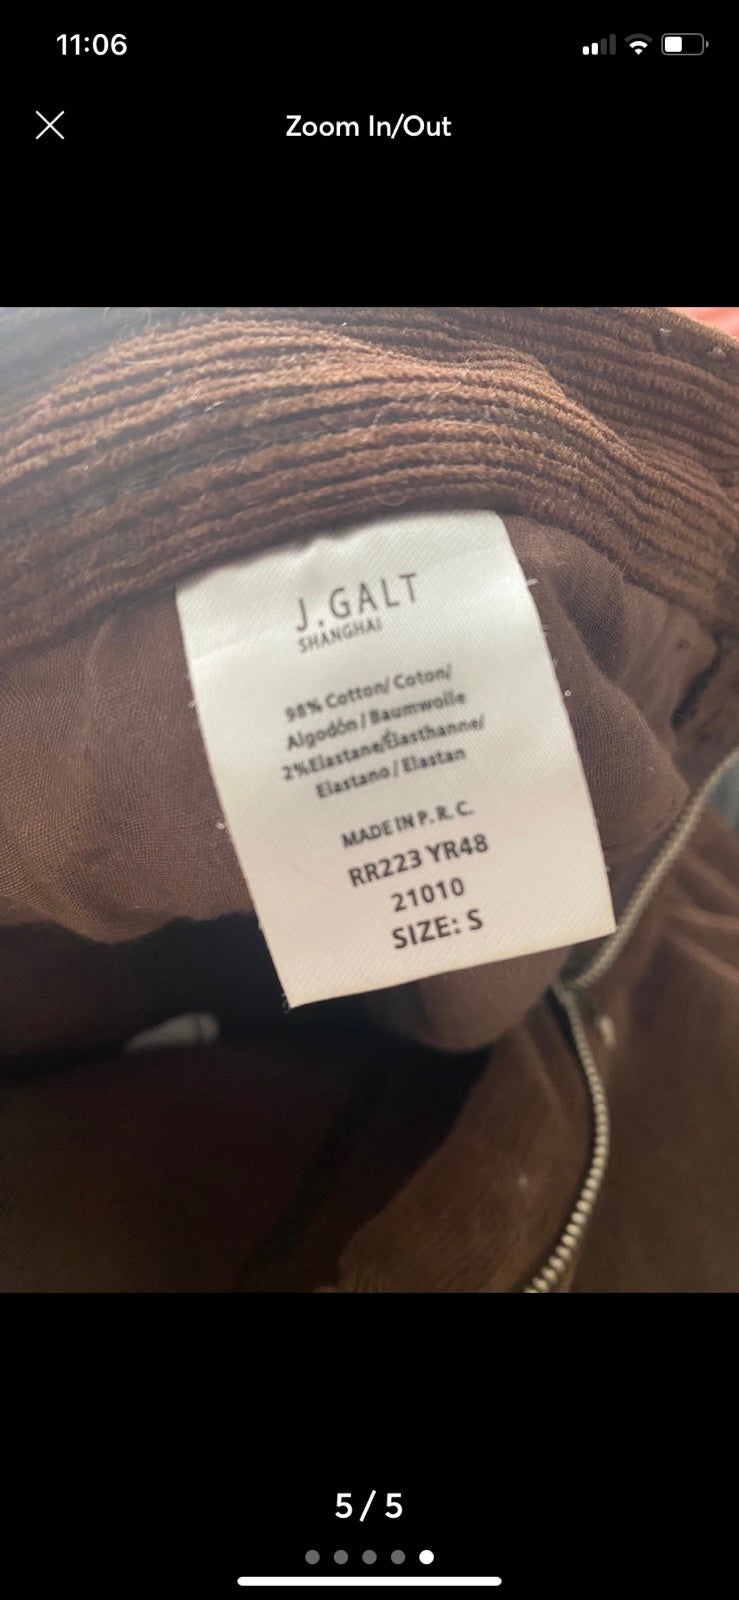 11:06
Zoom In/Out
J.GALT
SHANGHAI
98% Cotton/ Coton/
Algodón / Baumwolle
2%Elastane/Élasthanne/
Elastano / Elastan
MADE IN P. R. C.
RR223 YR48
21010
SIZE: S
5 / 5